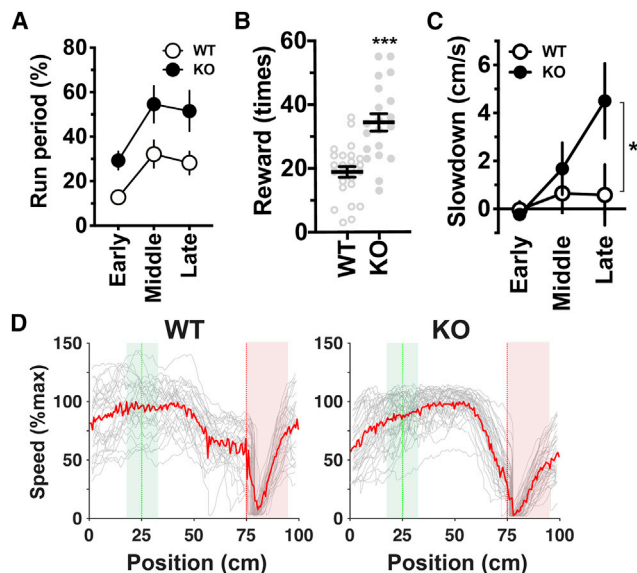 A
Run period (%)
WT
KO
80
60
40
20
0
Early
Middle
Late
B
Reward (times)
60
40
20
0
***
WT
KO
C
Slowdown (cm/s)
WT
KO
6
4
2
0
*
Early
Middle
Late
D
WT
KO
Speed (%max)
150
100
50
0
25
50
75
100
Position (cm)
150
100
50
0
25
50
75
100
Position (cm)